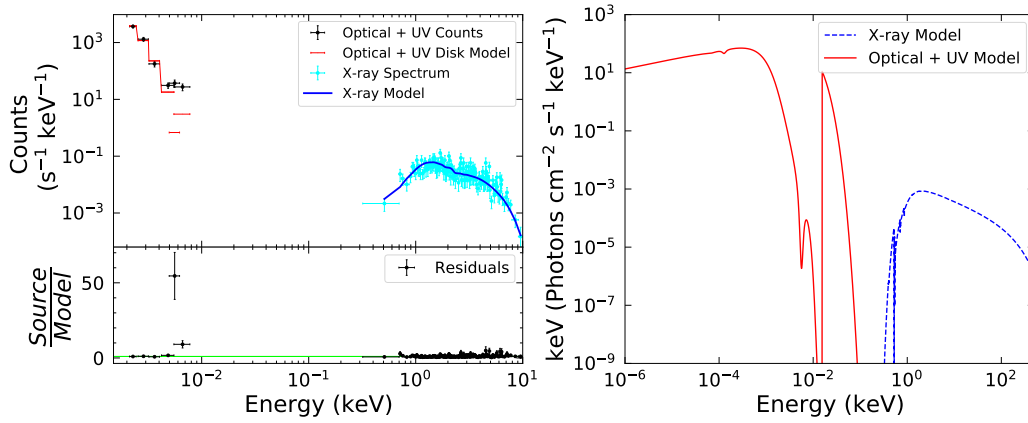 10³
10¹
10⁻¹
10⁻³
Counts
(s⁻¹ keV⁻¹)
Optical + UV Counts
Optical + UV Disk Model
X-ray Spectrum
X-ray Model
50
0
Source
Model
Residuals
10⁻² 10⁻¹ 10⁰ 10¹
Energy (keV)
10³
10¹
10⁻¹
10⁻³
10⁻⁵
10⁻⁷
10⁻⁹
keV (Photons cm⁻² s⁻¹ keV⁻¹)
X-ray Model
Optical + UV Model
10⁻⁶ 10⁻⁴ 10⁻² 10⁰ 10²
Energy (keV)